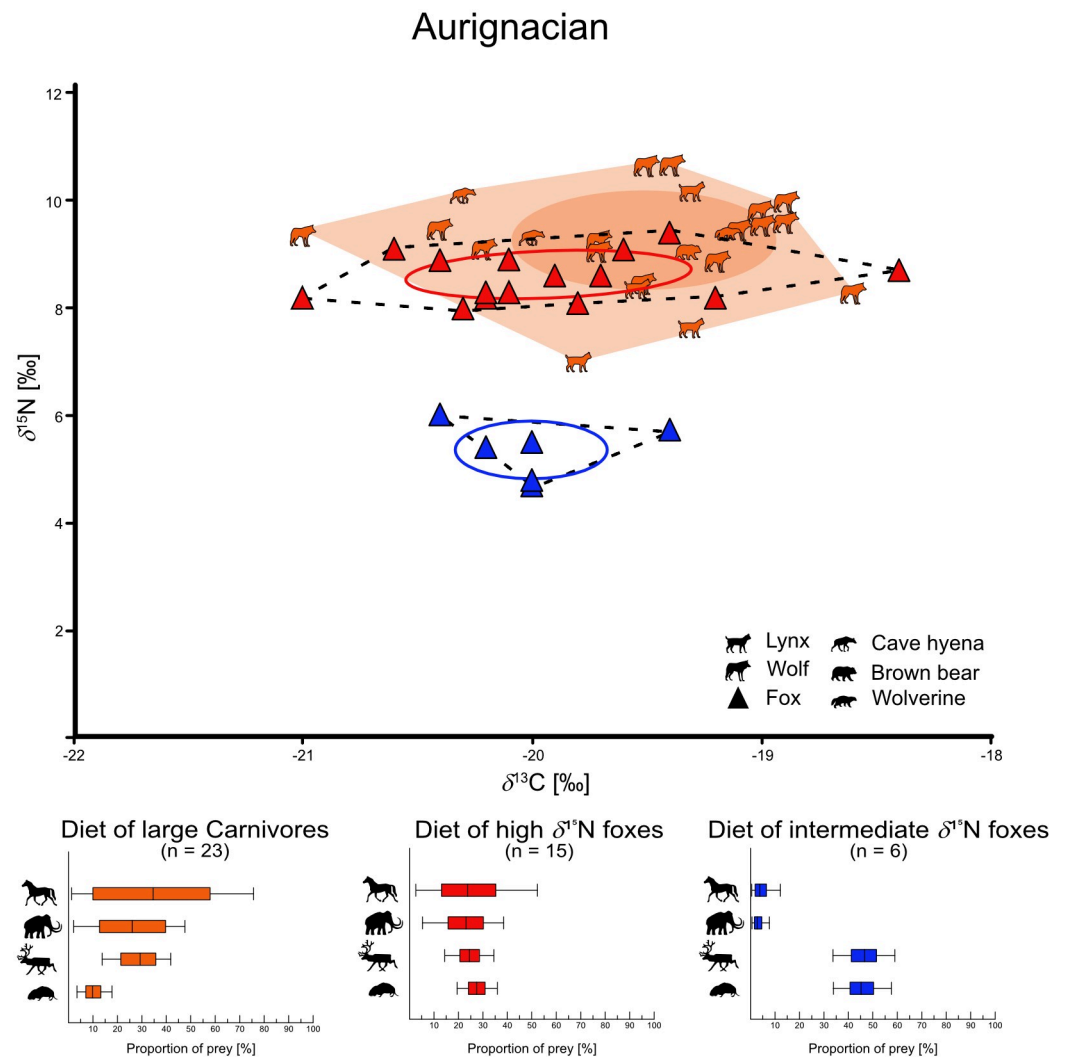 Aurignacian
12
10
8
6
4
2
δ¹⁵N [‰]
-22
-21
-20
-19
-18
δ¹³C [‰]
Lynx
Wolf
Fox
Cave hyena
Brown bear
Wolverine
Diet of large Carnivores
(n = 23)
10 20 30 40 50 60 70 80 90 100
Proportion of prey [%]
Diet of high δ¹⁵N foxes
(n = 15)
10 20 30 40 50 60 70 80 90 100
Proportion of prey [%]
Diet of intermediate δ¹⁵N foxes
(n = 6)
10 20 30 40 50 60 70 80 90 100
Proportion of prey [%]